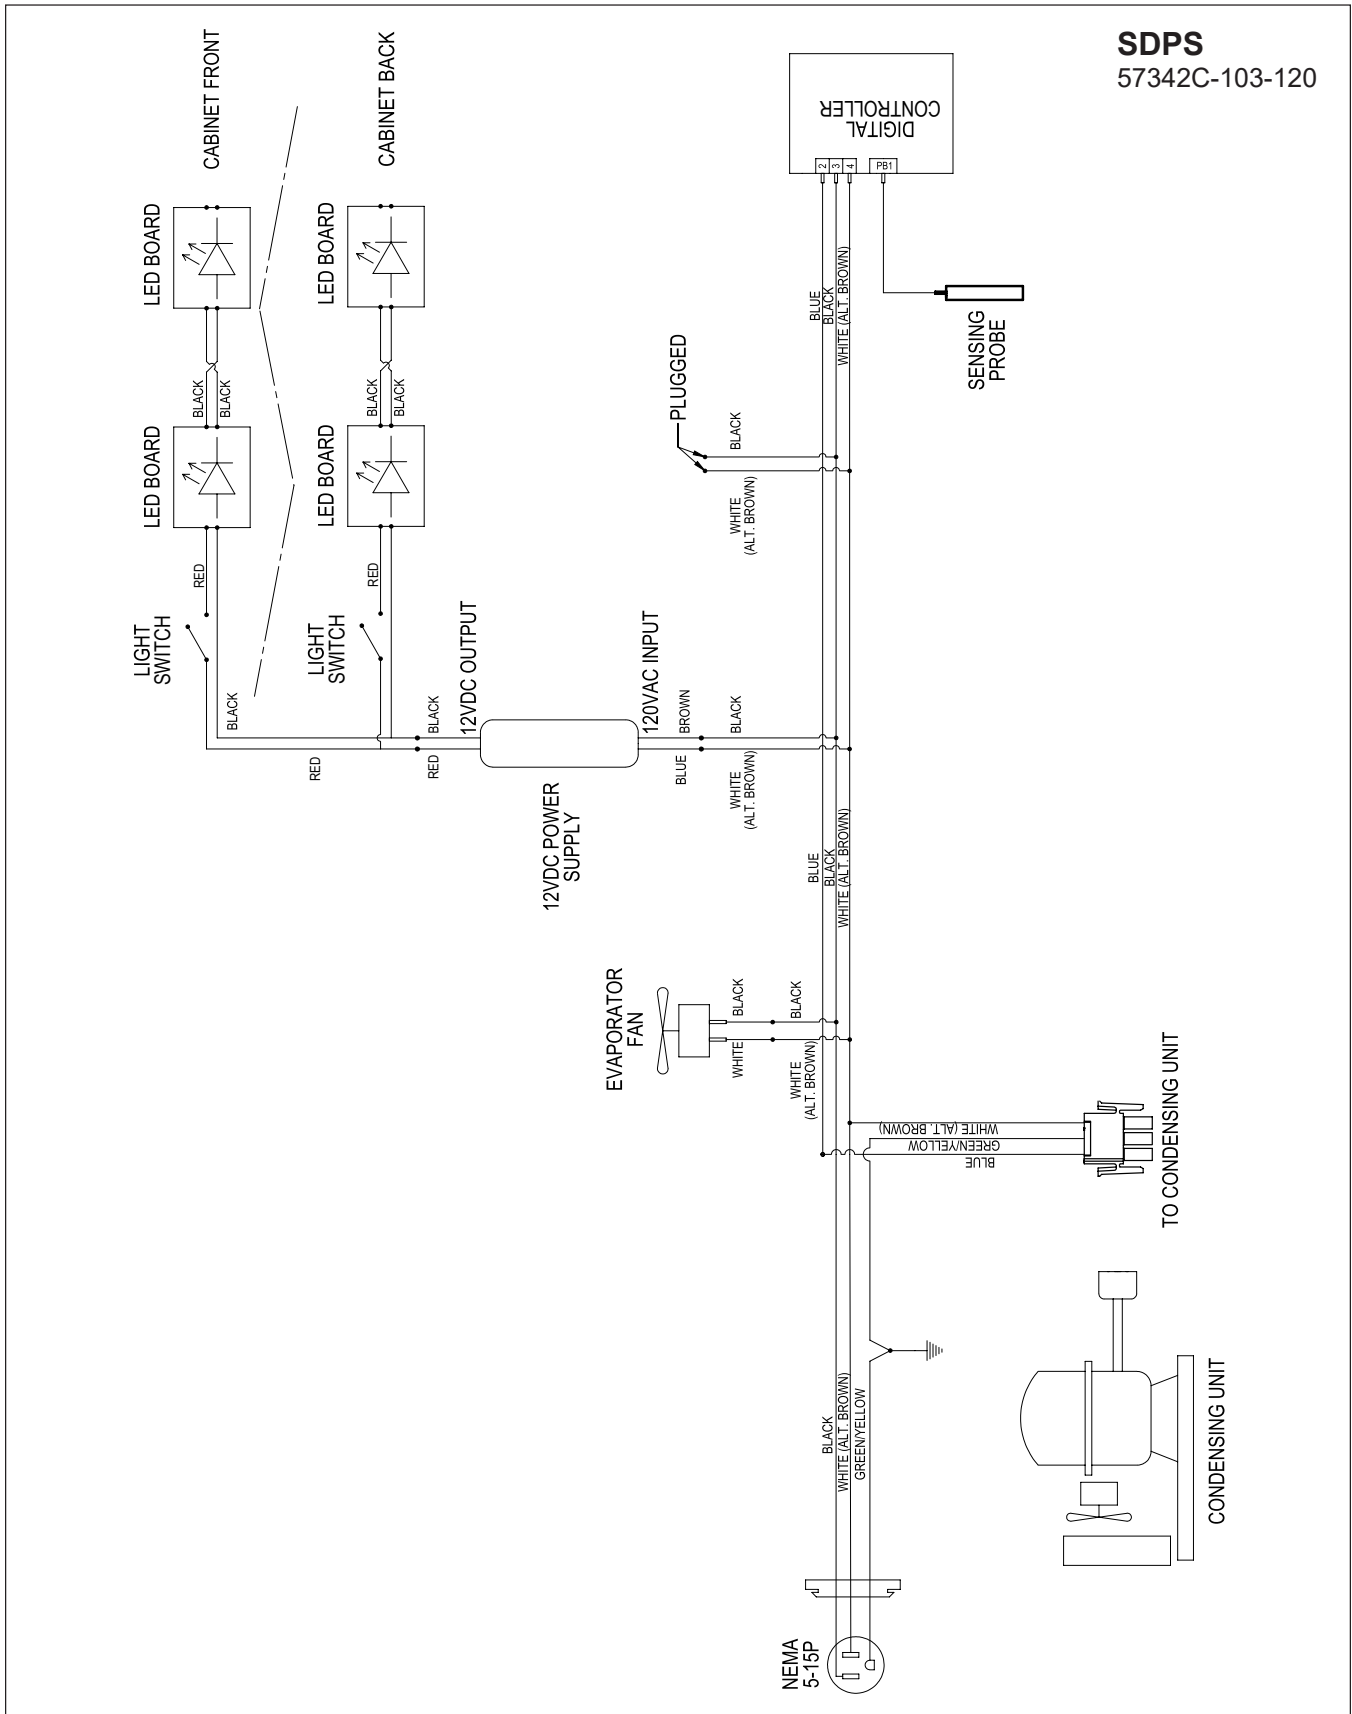 SDPS
57342C-103-120
CABINET FRONT
CABINET BACK
LED BOARD
LED BOARD
BLACK
BLACK
BLACK
BLACK
LED BOARD
LED BOARD
RED
RED
LIGHT
SWITCH
LIGHT
SWITCH
BLACK
RED
BLACK
RED
12VDC OUTPUT
12VDC POWER
SUPPLY
120VAC INPUT
BROWN
BLUE
BLACK
WHITE
(ALT. BROWN)
DIGITAL
CONTROLLER
2
3
4
PB1
BLUE
BLACK
WHITE (ALT. BROWN)
SENSING
PROBE
PLUGGED
BLACK
WHITE
(ALT. BROWN)
BLUE
BLACK
WHITE (ALT. BROWN)
EVAPORATOR
FAN
BLACK
BLACK
WHITE
WHITE
(ALT. BROWN)
WHITE (ALT. BROWN)
GREEN/YELLOW
BLUE
TO CONDENSING UNIT
CONDENSING UNIT
BLACK
WHITE (ALT. BROWN)
GREEN/YELLOW
NEMA
5-15P